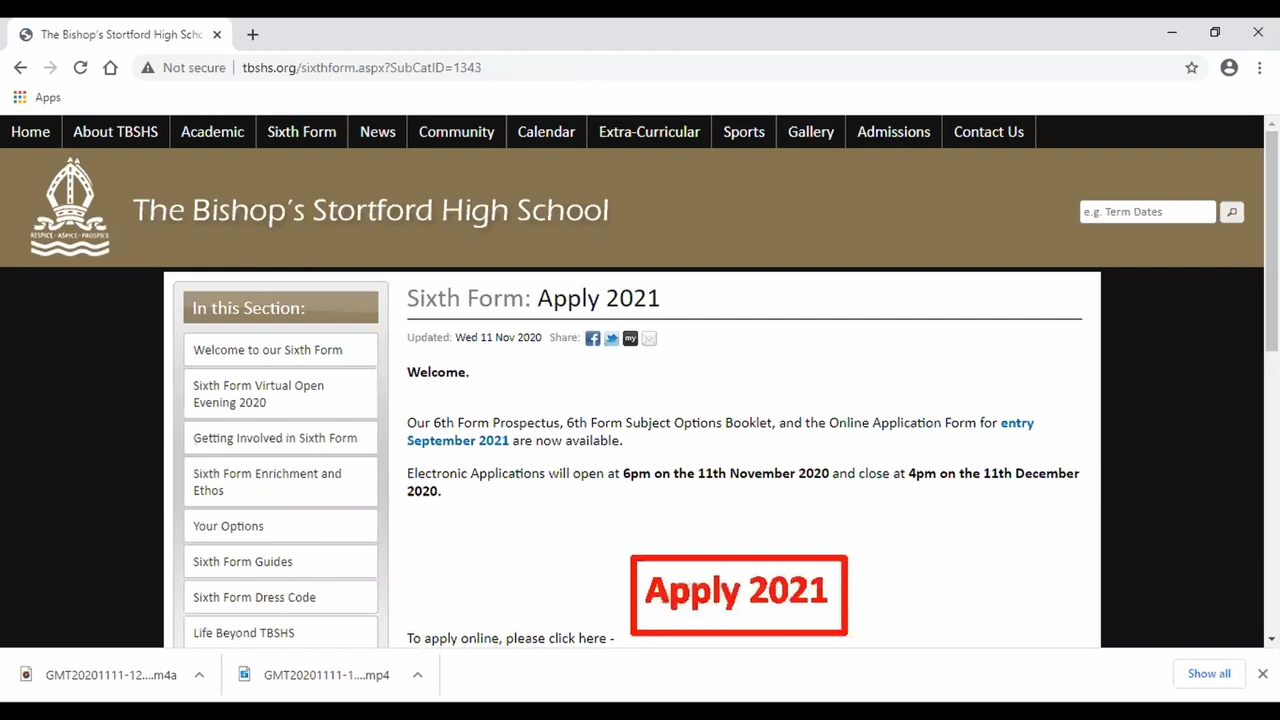 The Bishop's Stortford High Scho
Not secure
tbshs.org/sixthform.aspx?SubCatID=1343
Apps
Home
About TBSHS
Academic
Sixth Form
News
Community
Calendar
Extra-Curricular
Sports
Gallery
Admissions
Contact Us
RESPICE · ASPICE · PROSPICE
The Bishop's Stortford High School
e.g. Term Dates
In this Section:
Welcome to our Sixth Form
Sixth Form Virtual Open
Evening 2020
Getting Involved in Sixth Form
Sixth Form Enrichment and
Ethos
Your Options
Sixth Form Guides
Sixth Form Dress Code
Life Beyond TBSHS
Sixth Form: Apply 2021
Updated: Wed 11 Nov 2020 Share:
my
Welcome.
Our 6th Form Prospectus, 6th Form Subject Options Booklet, and the Online Application Form for entry
September 2021 are now available.
Electronic Applications will open at 6pm on the 11th November 2020 and close at 4pm on the 11th December
2020.
Apply 2021
To apply online, please click here -
GMT20201111-12....m4a
GMT20201111-1....mp4
Show all